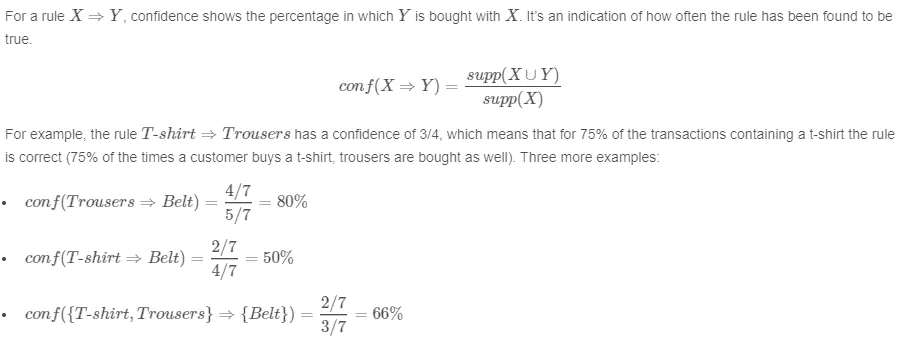 For a rule X ⇒ Y, confidence shows the percentage in which Y is bought with X. It's an indication of how often the rule has been found to be
true.
conf(X ⇒ Y) = supp(X ∪ Y) / supp(X)
For example, the rule T-shirt ⇒ Trousers has a confidence of 3/4, which means that for 75% of the transactions containing a t-shirt the rule
is correct (75% of the times a customer buys a t-shirt, trousers are bought as well). Three more examples:
• conf(Trousers ⇒ Belt) = 4/7 / 5/7 = 80%
• conf(T-shirt ⇒ Belt) = 2/7 / 4/7 = 50%
• conf({T-shirt, Trousers} ⇒ {Belt}) = 2/7 / 3/7 = 66%